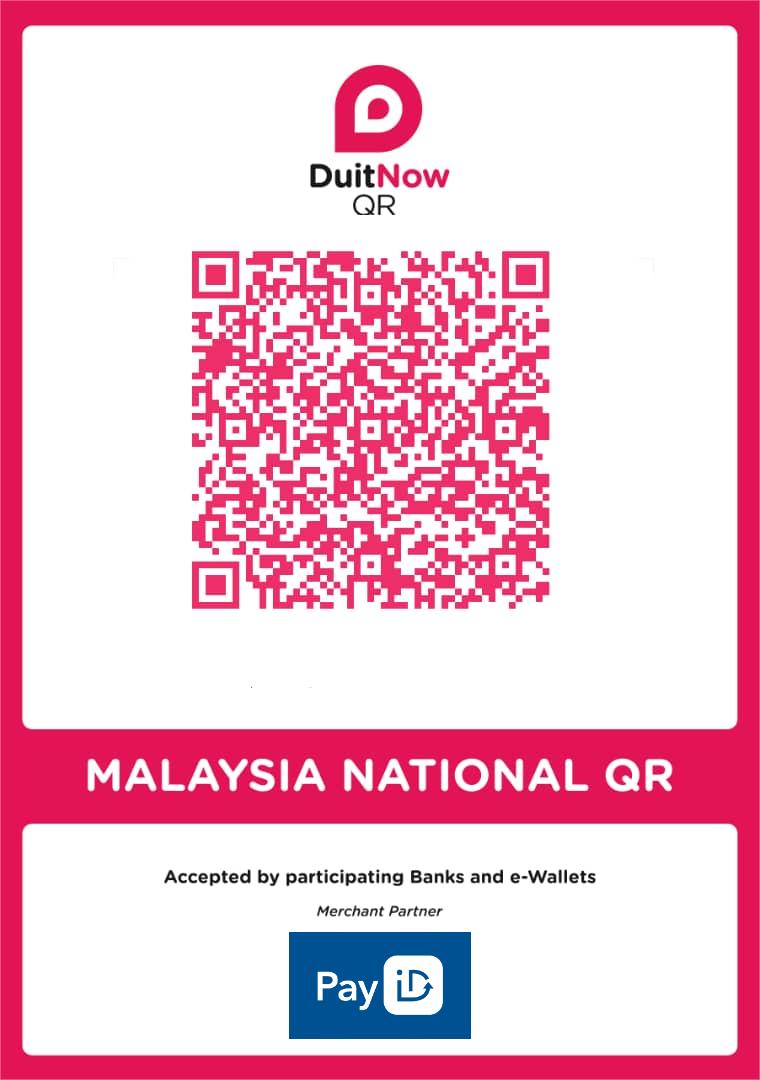 DuitNow
QR
MALAYSIA NATIONAL QR
Accepted by participating Banks and e-Wallets
Merchant Partner
Pay iD